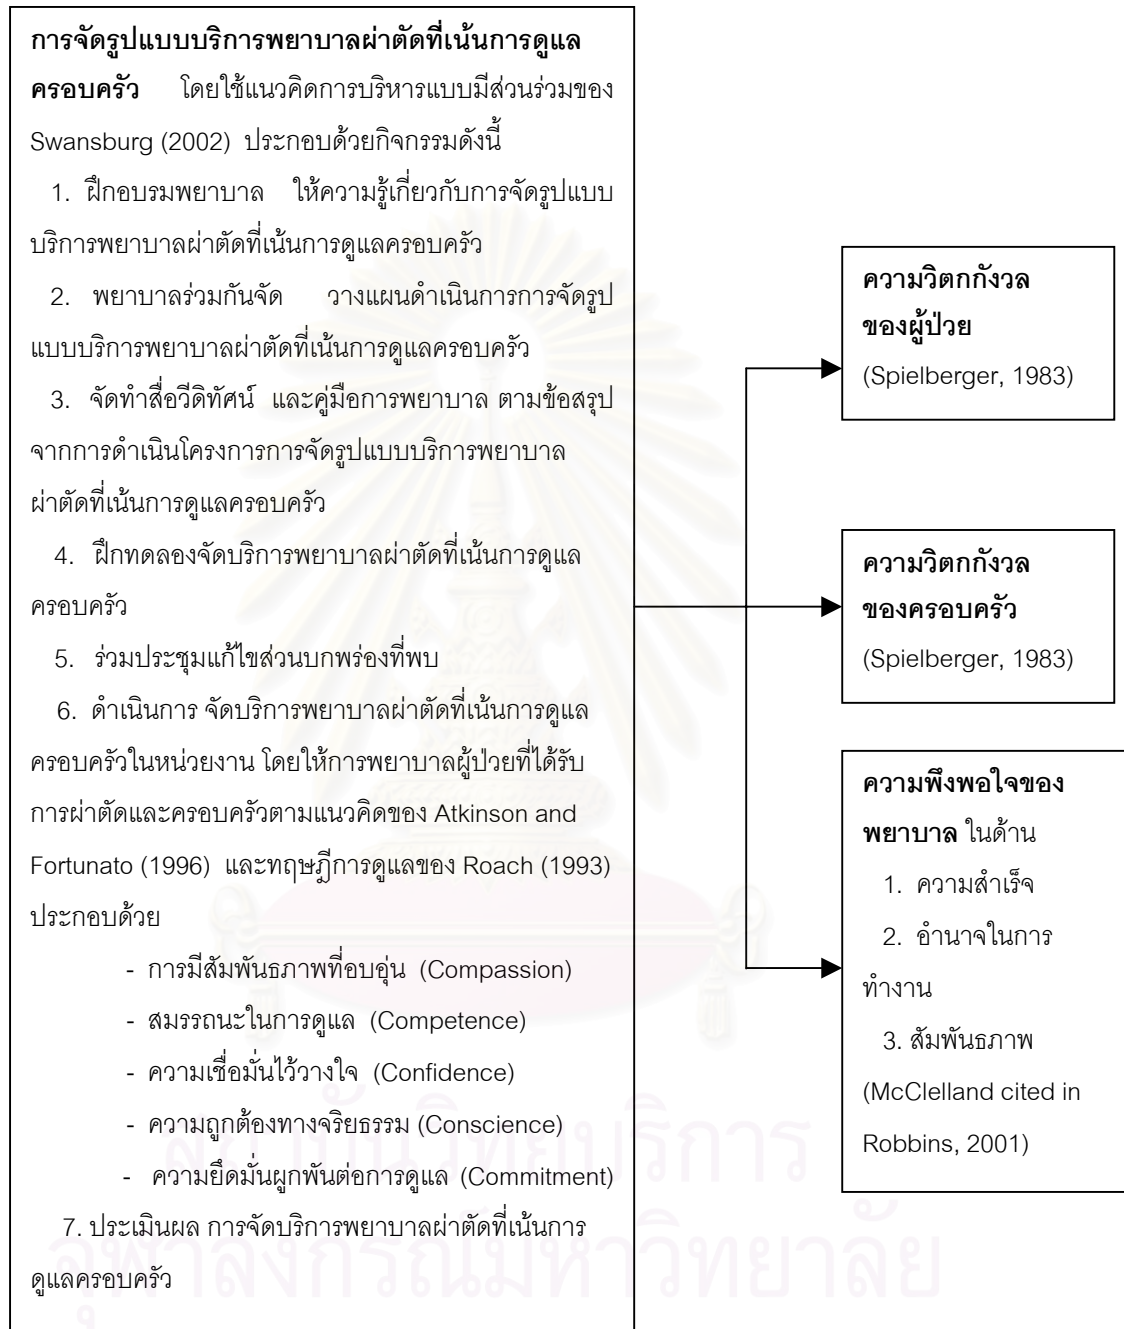 การจัดรูปแบบบริการพยาบาลผ่าตัดที่เน้นการดูแล
ครอบครัว โดยใช้แนวคิดการบริหารแบบมีส่วนร่วมของ
Swansburg (2002) ประกอบด้วยกิจกรรมดังนี้
1. ฝึกอบรมพยาบาล ให้ความรู้เกี่ยวกับการจัดรูปแบบ
บริการพยาบาลผ่าตัดที่เน้นการดูแลครอบครัว
2. พยาบาลร่วมกันจัด วางแผนดำเนินการการจัดรูป
แบบบริการพยาบาลผ่าตัดที่เน้นการดูแลครอบครัว
3. จัดทำสื่อวีดิทัศน์ และคู่มือการพยาบาล ตามข้อสรุป
จากการดำเนินโครงการการจัดรูปแบบบริการพยาบาล
ผ่าตัดที่เน้นการดูแลครอบครัว
4. ฝึกทดลองจัดบริการพยาบาลผ่าตัดที่เน้นการดูแล
ครอบครัว
5. ร่วมประชุมแก้ไขส่วนบกพร่องที่พบ
6. ดำเนินการ จัดบริการพยาบาลผ่าตัดที่เน้นการดูแล
ครอบครัวในหน่วยงาน โดยให้การพยาบาลผู้ป่วยที่ได้รับ
การผ่าตัดและครอบครัวตามแนวคิดของ Atkinson and
Fortunato (1996) และทฤษฎีการดูแลของ Roach (1993)
ประกอบด้วย
- การมีสัมพันธภาพที่อบอุ่น (Compassion)
- สมรรถนะในการดูแล (Competence)
- ความเชื่อมั่นไว้วางใจ (Confidence)
- ความถูกต้องทางจริยธรรม (Conscience)
- ความยึดมั่นผูกพันต่อการดูแล (Commitment)
7. ประเมินผล การจัดบริการพยาบาลผ่าตัดที่เน้นการ
ดูแลครอบครัว
ความวิตกกังวล
ของผู้ป่วย
(Spielberger, 1983)
ความวิตกกังวล
ของครอบครัว
(Spielberger, 1983)
ความพึงพอใจของ
พยาบาล ในด้าน
1. ความสำเร็จ
2. อำนาจในการ
ทำงาน
3. สัมพันธภาพ
(McClelland cited in
Robbins, 2001)
สถาบันวิทยบริการ
จุฬาลงกรณ์มหาวิทยาลัย